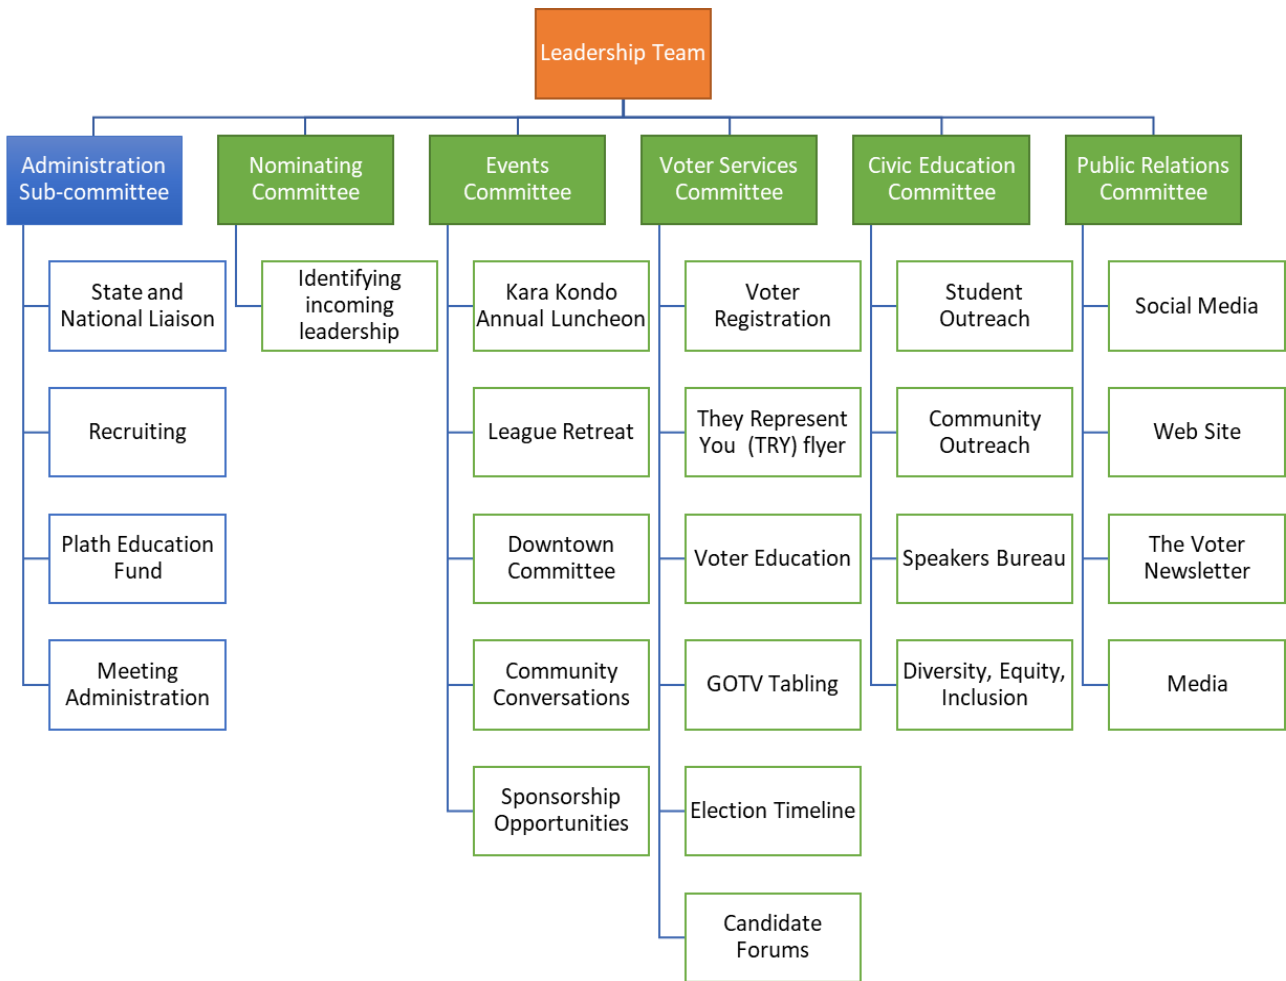 Leadership Team
Administration
Sub-committee
Nominating
Committee
Events
Committee
Voter Services
Committee
Civic Education
Committee
Public Relations
Committee
State and
National Liaison
Recruiting
Plath Education
Fund
Meeting
Administration
Identifying
incoming
leadership
Kara Kondo
Annual Luncheon
League Retreat
Downtown
Committee
Community
Conversations
Sponsorship
Opportunities
Voter
Registration
They Represent
You (TRY) flyer
Voter Education
GOTV Tabling
Election Timeline
Candidate
Forums
Student
Outreach
Community
Outreach
Speakers Bureau
Diversity, Equity,
Inclusion
Social Media
Web Site
The Voter
Newsletter
Media